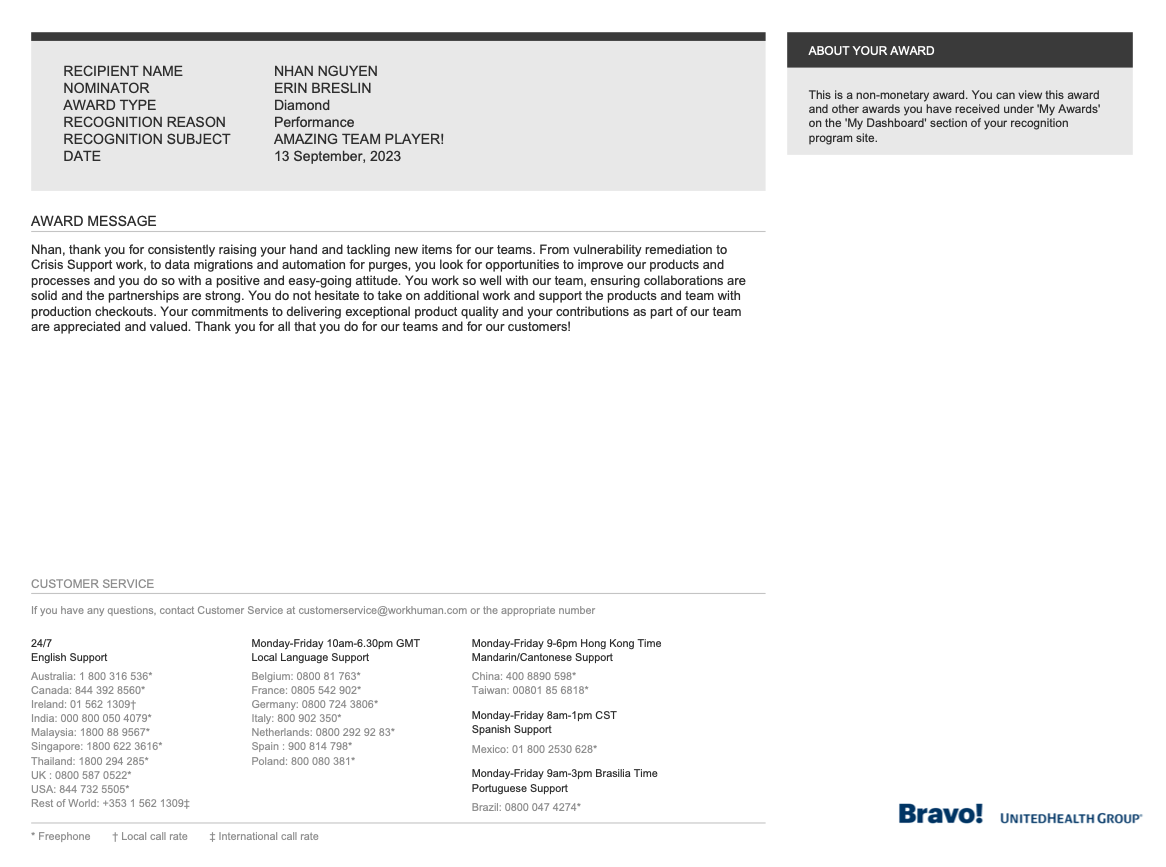 RECIPIENT NAME NHAN NGUYEN
NOMINATOR ERIN BRESLIN
AWARD TYPE Diamond
RECOGNITION REASON Performance
RECOGNITION SUBJECT AMAZING TEAM PLAYER!
DATE 13 September, 2023
ABOUT YOUR AWARD
This is a non-monetary award. You can view this award
and other awards you have received under 'My Awards'
on the 'My Dashboard' section of your recognition
program site.
AWARD MESSAGE
Nhan, thank you for consistently raising your hand and tackling new items for our teams. From vulnerability remediation to
Crisis Support work, to data migrations and automation for purges, you look for opportunities to improve our products and
processes and you do so with a positive and easy-going attitude. You work so well with our team, ensuring collaborations are
solid and the partnerships are strong. You do not hesitate to take on additional work and support the products and team with
production checkouts. Your commitments to delivering exceptional product quality and your contributions as part of our team
are appreciated and valued. Thank you for all that you do for our teams and for our customers!
CUSTOMER SERVICE
If you have any questions, contact Customer Service at customerservice@workhuman.com or the appropriate number
24/7
English Support
Australia: 1 800 316 536*
Canada: 844 392 8560*
Ireland: 01 562 1309†
India: 000 800 050 4079*
Malaysia: 1800 88 9567*
Singapore: 1800 622 3616*
Thailand: 1800 294 285*
UK : 0800 587 0522*
USA: 844 732 5505*
Rest of World: +353 1 562 1309‡
Monday-Friday 10am-6.30pm GMT
Local Language Support
Belgium: 0800 81 763*
France: 0805 542 902*
Germany: 0800 724 3806*
Italy: 800 902 350*
Netherlands: 0800 292 92 83*
Spain : 900 814 798*
Poland: 800 080 381*
Monday-Friday 9-6pm Hong Kong Time
Mandarin/Cantonese Support
China: 400 8890 598*
Taiwan: 00801 85 6818*
Monday-Friday 8am-1pm CST
Spanish Support
Mexico: 01 800 2530 628*
Monday-Friday 9am-3pm Brasilia Time
Portuguese Support
Brazil: 0800 047 4274*
* Freephone † Local call rate ‡ International call rate
Bravo! UNITEDHEALTH GROUP